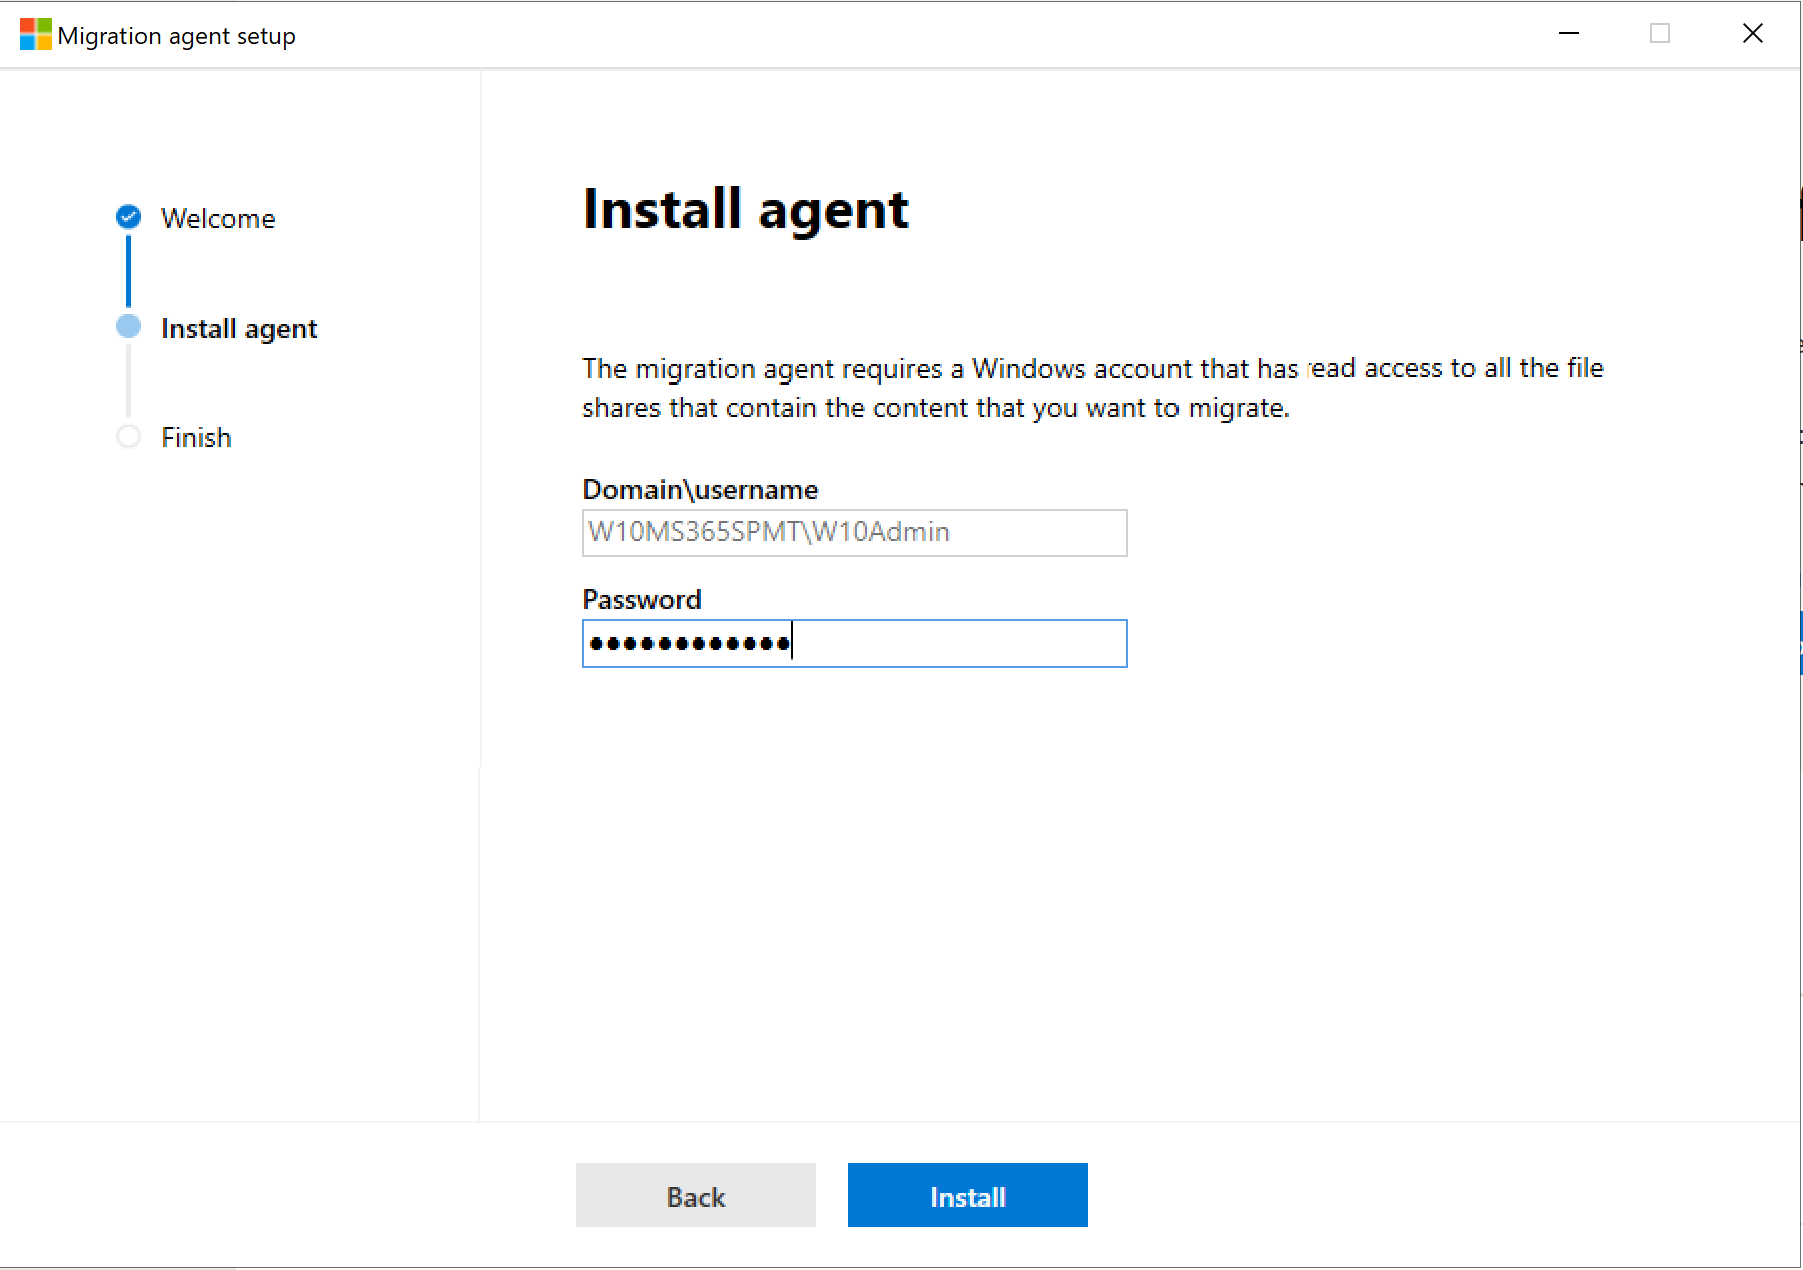 Migration agent setup
Welcome
Install agent
Finish
Install agent
The migration agent requires a Windows account that has read access to all the file
shares that contain the content that you want to migrate.
Domain\username
W10MS365SPMT\W10Admin
Password
●●●●●●●●●●●●
Back
Install